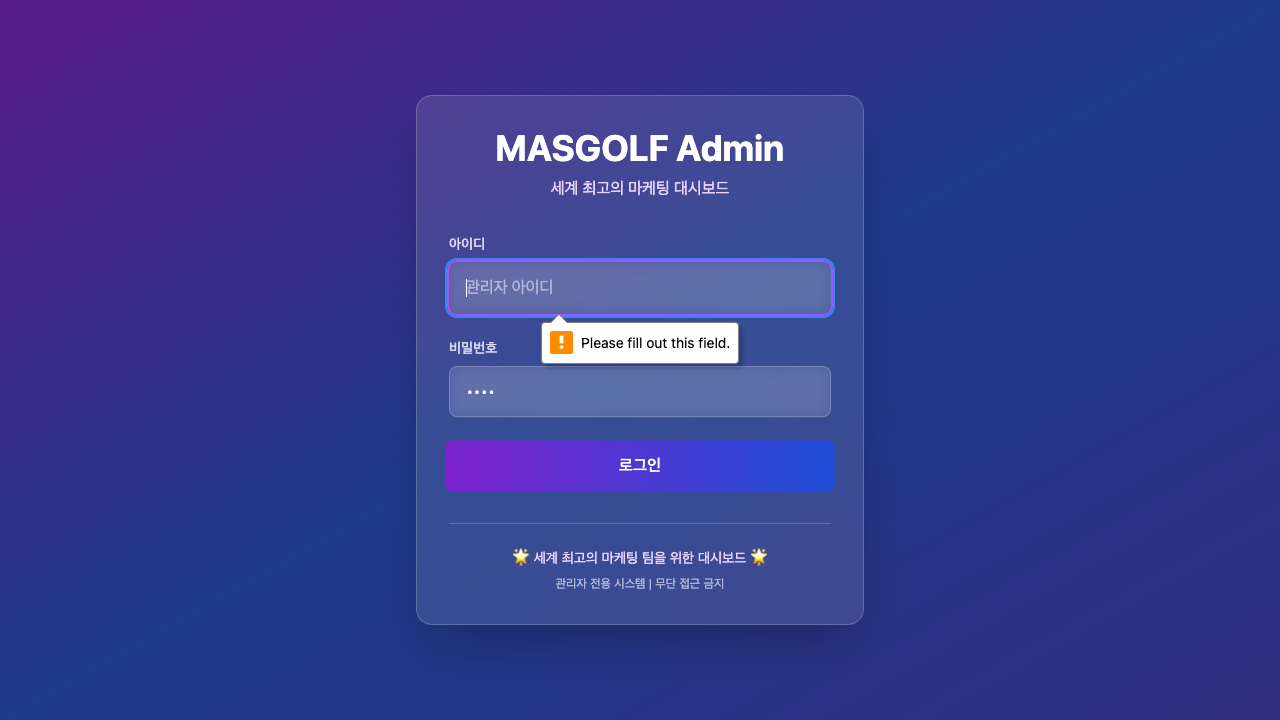 MASGOLF Admin
세계 최고의 마케팅 대시보드
아이디
관리자 아이디
Please fill out this field.
비밀번호
••••
로그인
🌟 세계 최고의 마케팅 팀을 위한 대시보드 🌟
관리자 전용 시스템 | 무단 접근 금지